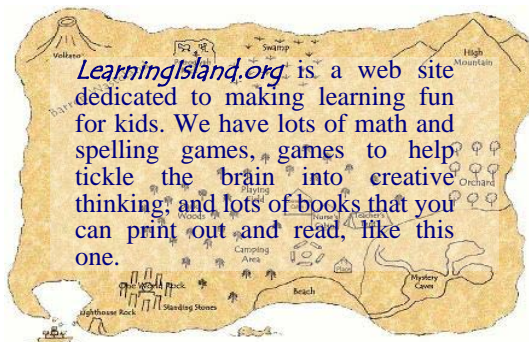 Volcano
Swamp
High
Mountain
LearningIsland.org is a web site
dedicated to making learning fun
for kids. We have lots of math and
spelling games, games to help
tickle the brain into creative
thinking, and lots of books that you
can print out and read, like this
one.
Playing
Orchard
Woods
Camping
Area
Mystery
Caves
Beach
One World Rock
Standing Stones
Lighthouse Rock